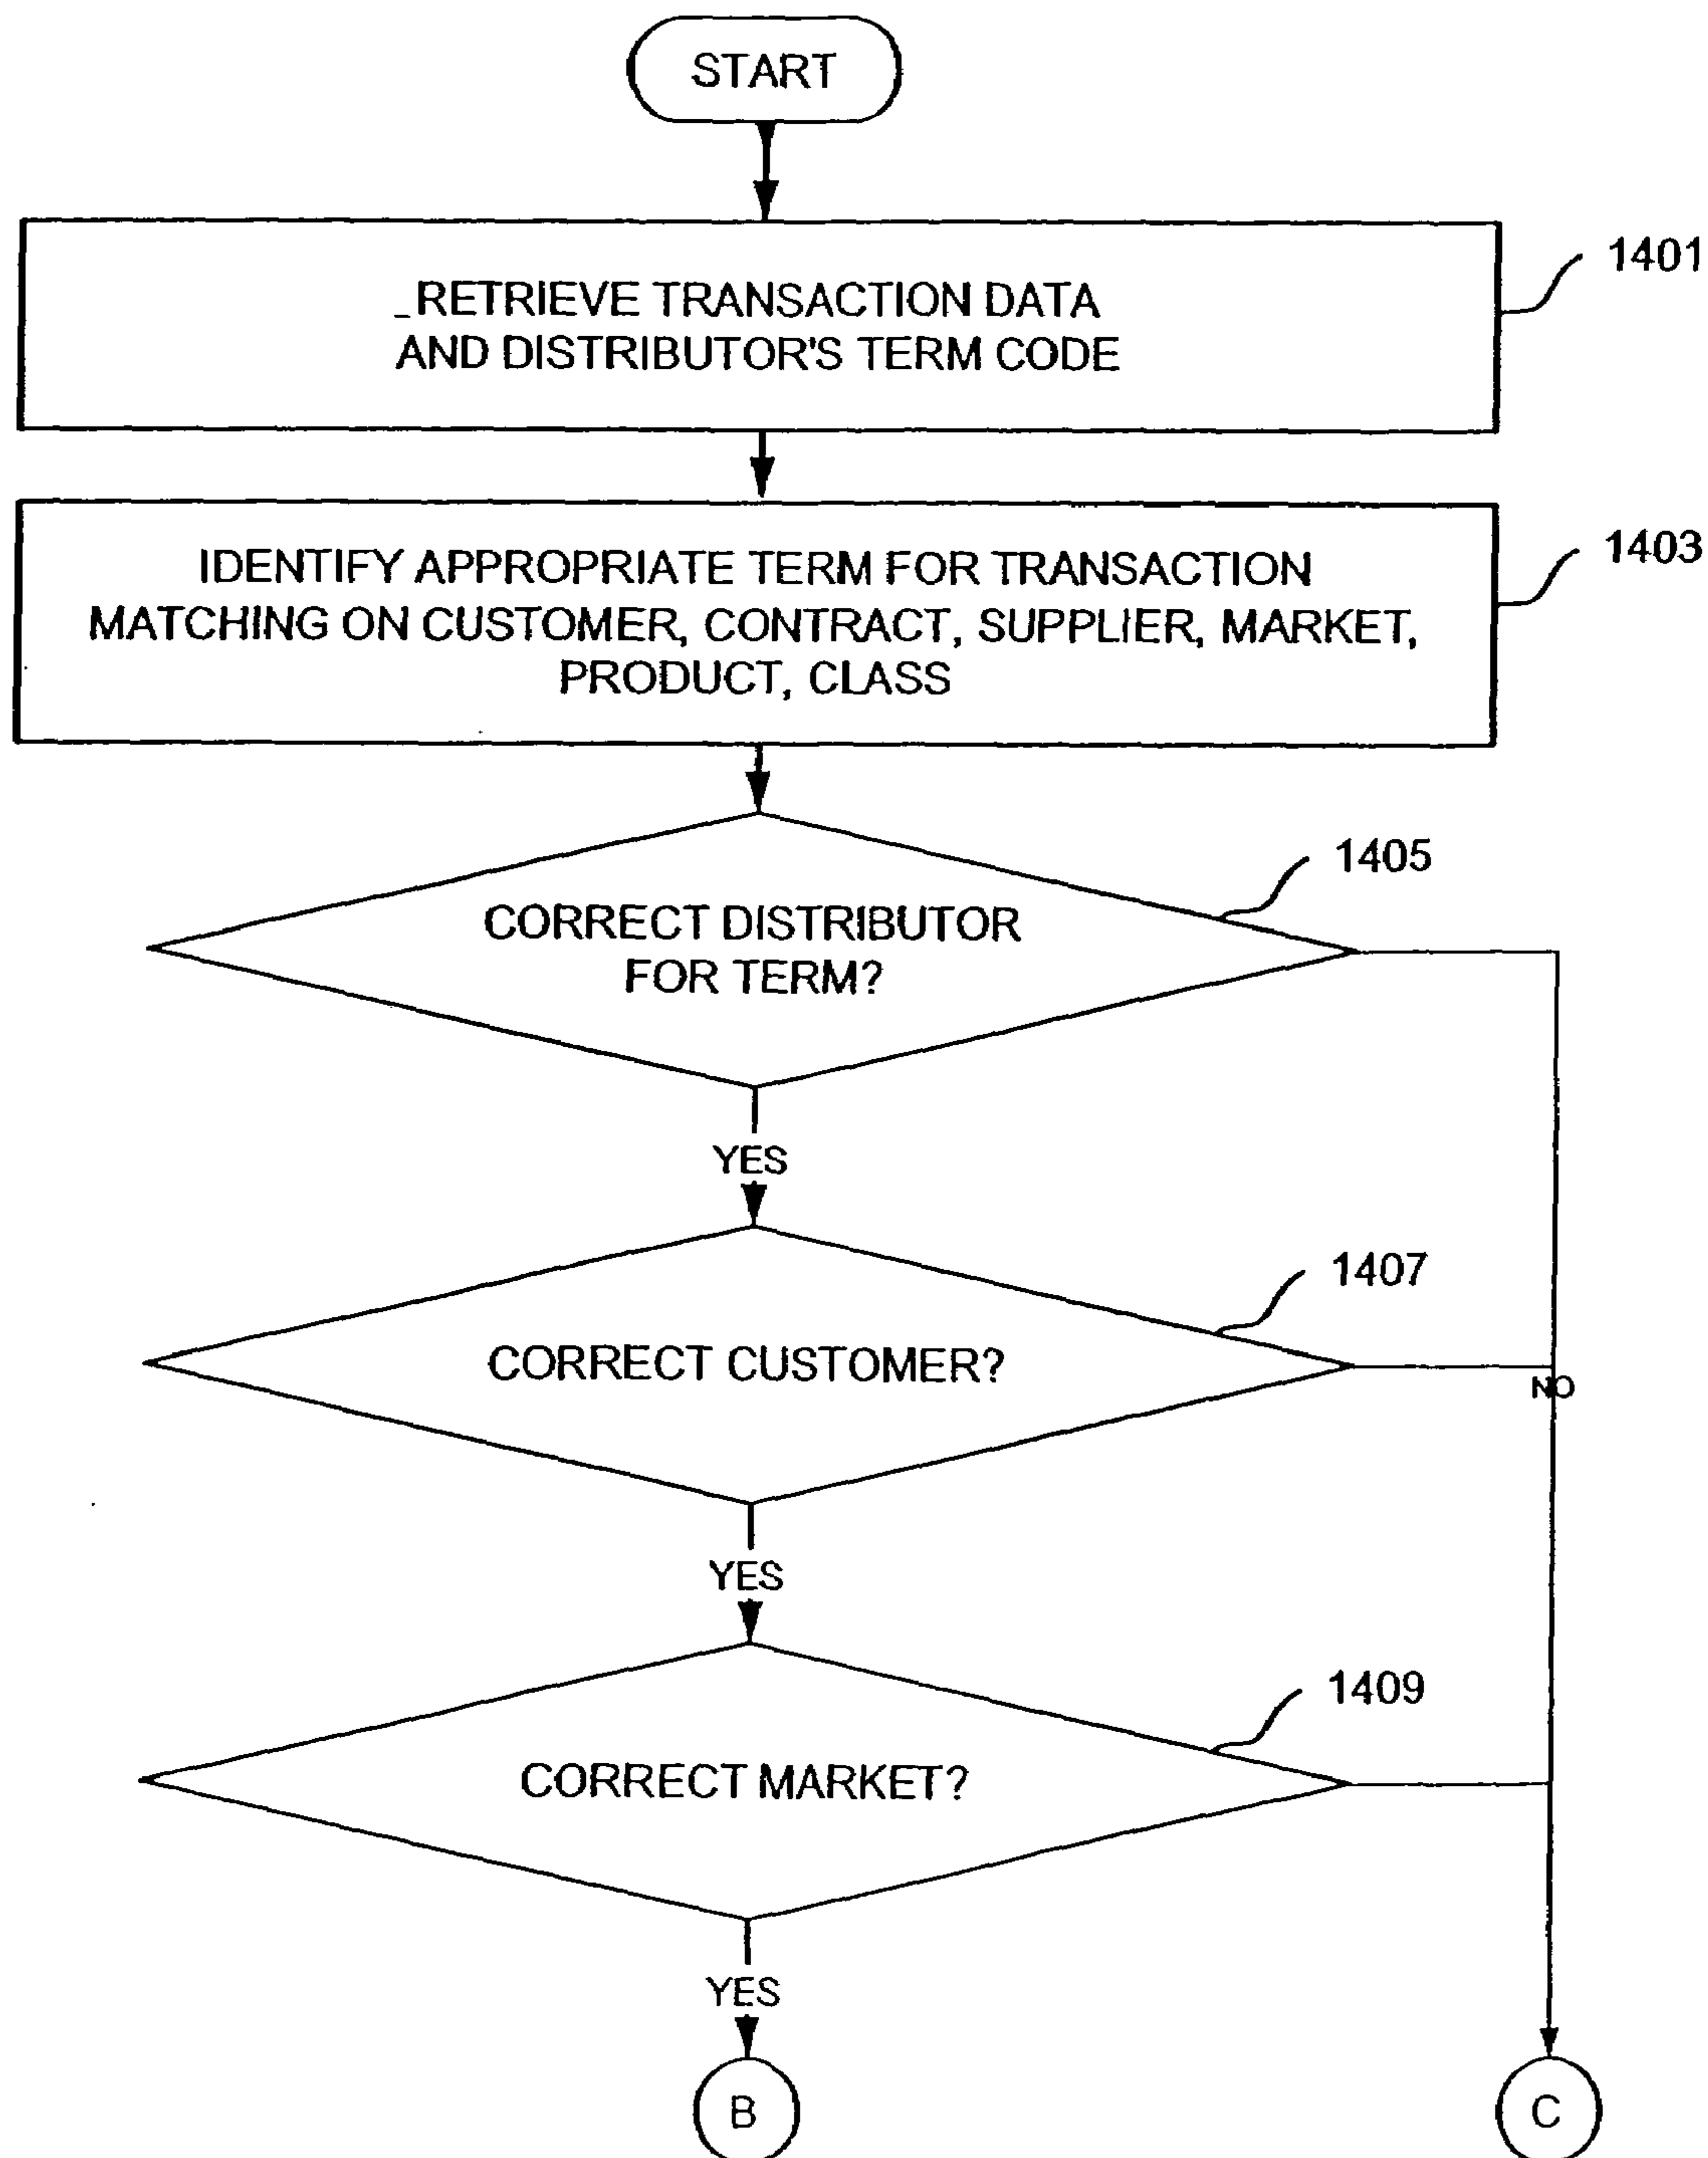 START
_RETRIEVE TRANSACTION DATA
AND DISTRIBUTOR'S TERM CODE
1401
IDENTIFY APPROPRIATE TERM FOR TRANSACTION
MATCHING ON CUSTOMER, CONTRACT, SUPPLIER, MARKET,
PRODUCT, CLASS
1403
CORRECT DISTRIBUTOR
FOR TERM?
1405
YES
CORRECT CUSTOMER?
1407
NO
YES
CORRECT MARKET?
1409
YES
B
C